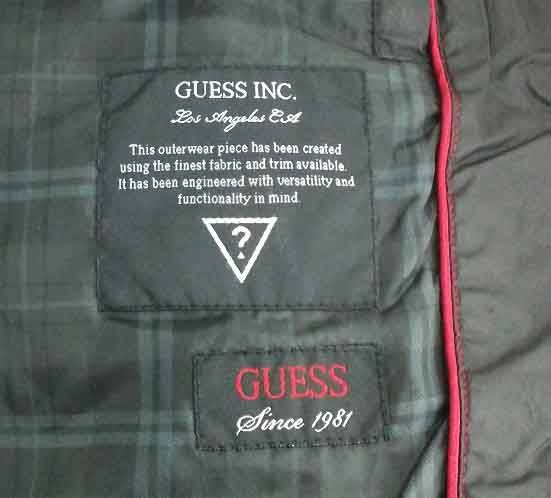 GUESS INC.
Los Angeles CA
This outerwear piece has been created
using the finest fabric and trim available.
It has been engineered with versatility and
functionality in mind.
?
GUESS
Since 1981